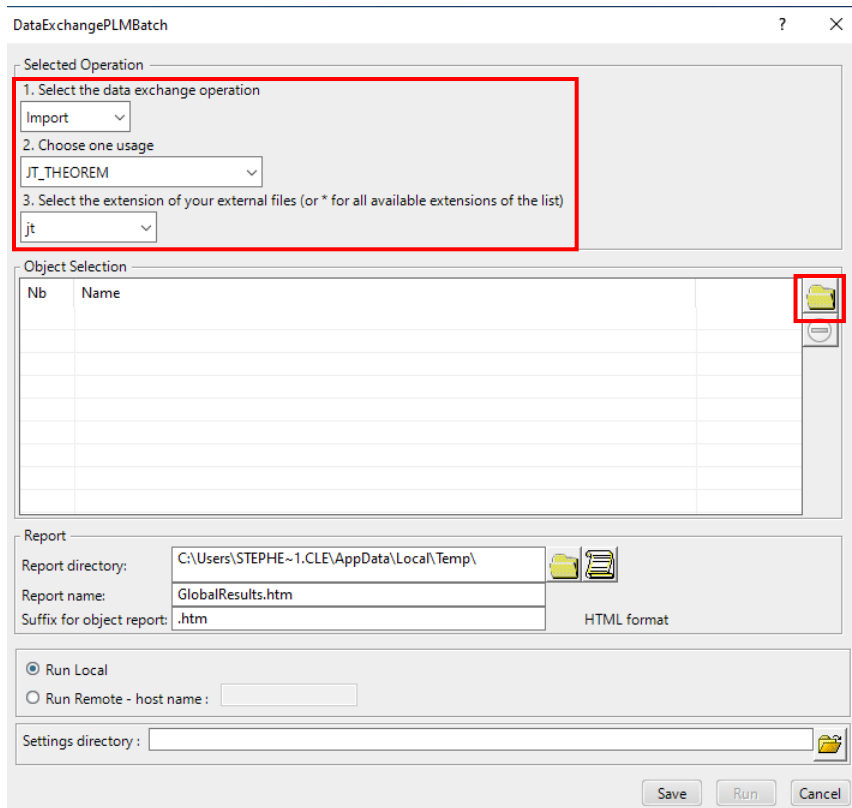 DataExchangePLMBatch ?
Selected Operation
1. Select the data exchange operation
Import
2. Choose one usage
JT_THEOREM
3. Select the extension of your external files (or * for all available extensions of the list)
jt
Object Selection
Nb Name
Report
Report directory: C:\Users\STEPHE~1.CLE\AppData\Local\Temp\
Report name: GlobalResults.htm
Suffix for object report: .htm HTML format
Run Local
Run Remote - host name :
Settings directory :
Save Run Cancel